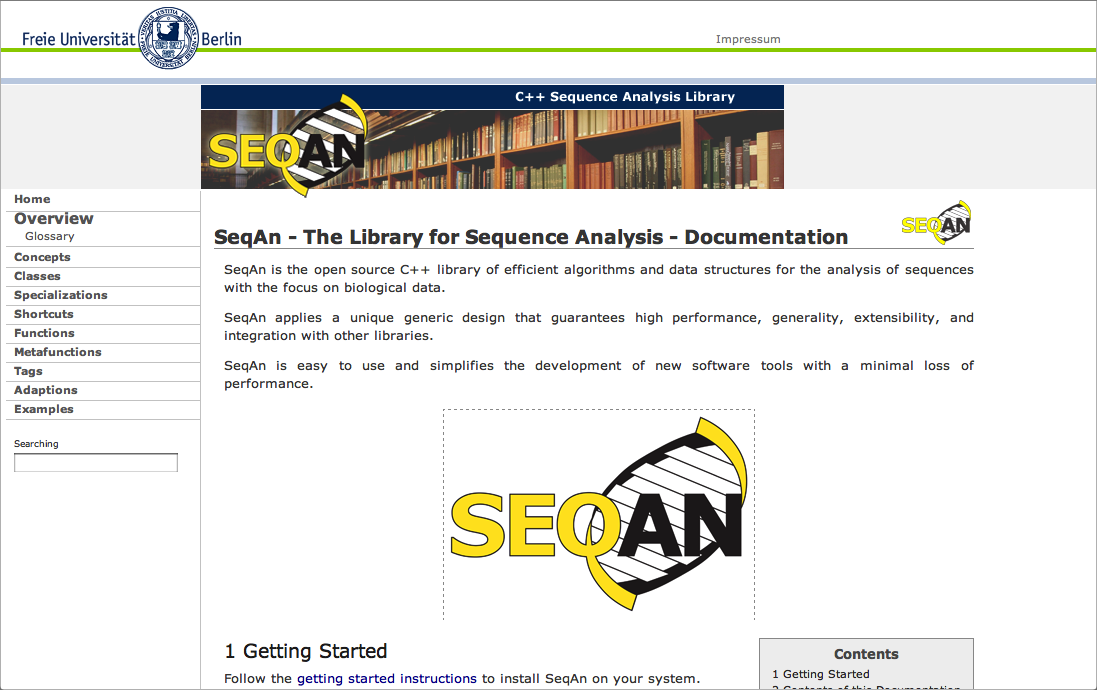 Freie Universität Berlin
Impressum
C++ Sequence Analysis Library
SEQAN
Home
Overview
Glossary
Concepts
Classes
Specializations
Shortcuts
Functions
Metafunctions
Tags
Adaptions
Examples
Searching
SEQAN
SeqAn - The Library for Sequence Analysis - Documentation
SeqAn is the open source C++ library of efficient algorithms and data structures for the analysis of sequences
with the focus on biological data.
SeqAn applies a unique generic design that guarantees high performance, generality, extensibility, and
integration with other libraries.
SeqAn is easy to use and simplifies the development of new software tools with a minimal loss of
performance.
SEQAN
1 Getting Started
Follow the getting started instructions to install SeqAn on your system.
Contents
1 Getting Started
2 Contents of this Documentation